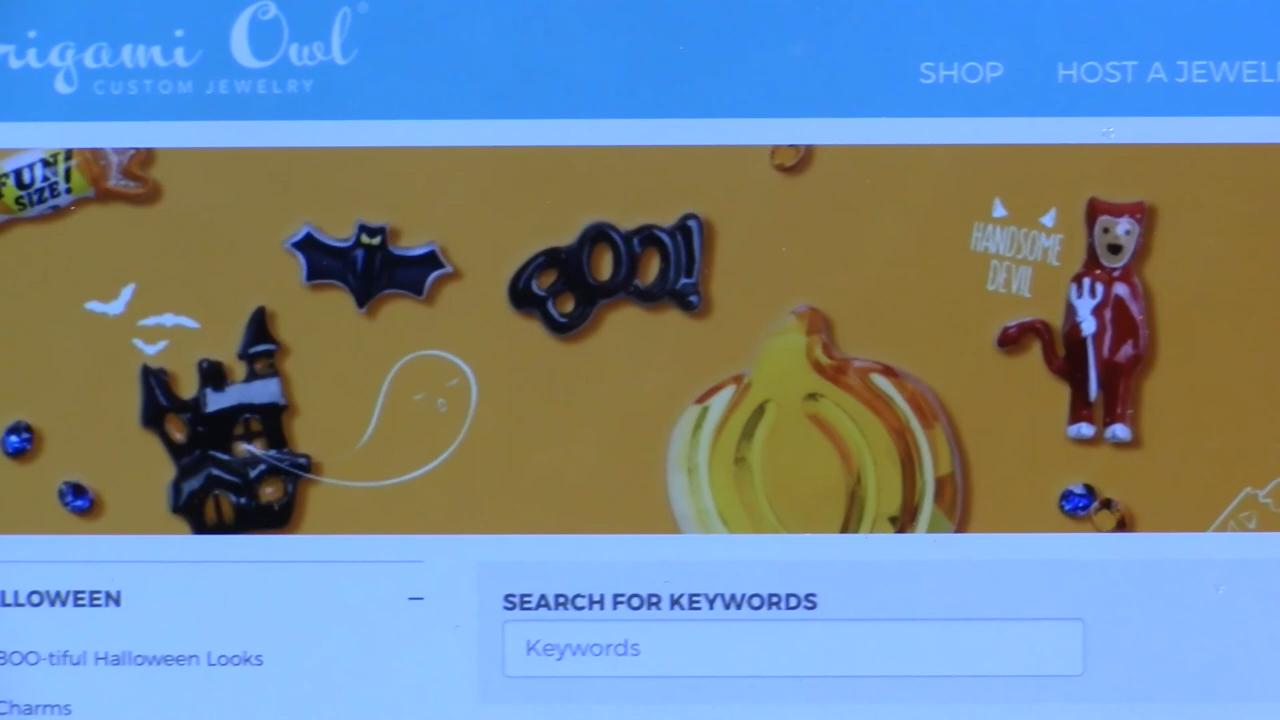 rigami Owl®
CUSTOM JEWELRY
SHOP
HOST A JEWEL
FUN
SIZE!
BOO!
HANDSOME
DEVIL
LLOWEEN
SEARCH FOR KEYWORDS
Keywords
BOO-tiful Halloween Looks
Charms